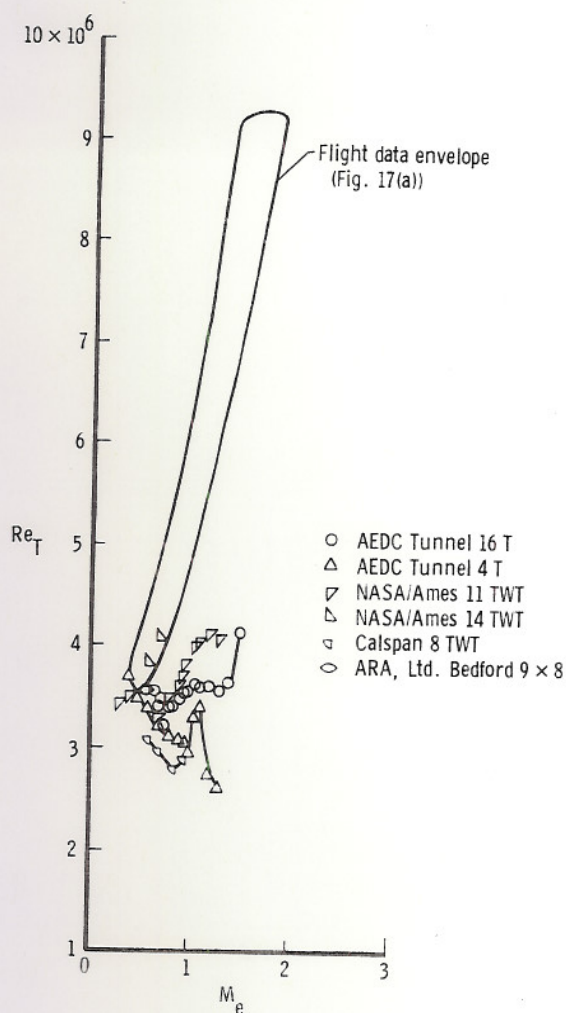 10 × 10⁶
9
8
7
6
5
4
3
2
1
Re_T
0
1
2
3
M_e
Flight data envelope
(Fig. 17(a))
AEDC Tunnel 16 T
AEDC Tunnel 4 T
NASA/Ames 11 TWT
NASA/Ames 14 TWT
Calspan 8 TWT
ARA, Ltd. Bedford 9 × 8